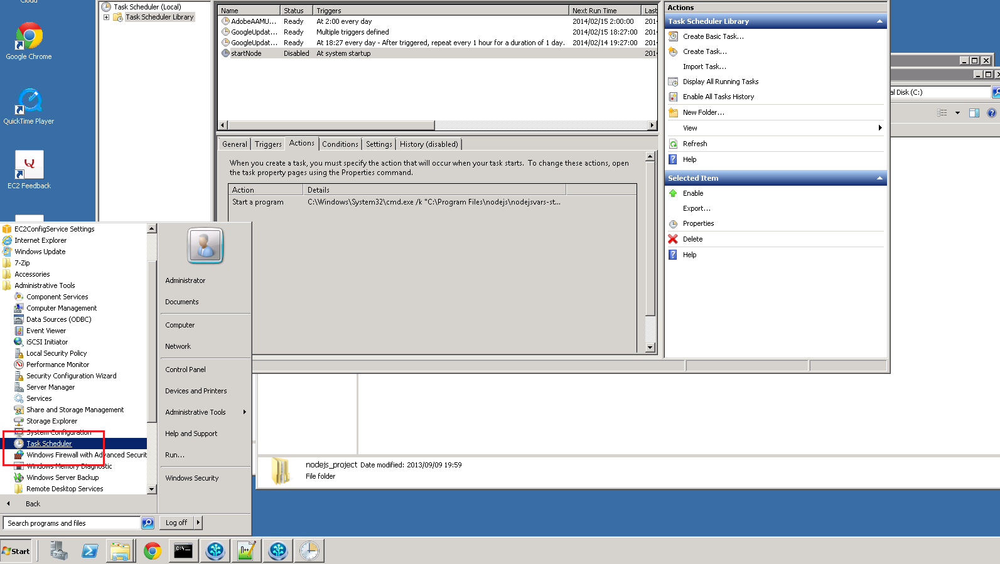 Cloud
Google Chrome
QuickTime Player
EC2 Feedback
Task Scheduler (Local)
Task Scheduler Library
Name Status Triggers Next Run Time Last
AdobeAAMU... Ready At 2:00 every day 2014/02/15 2:00:00 201
GoogleUpdat... Ready Multiple triggers defined 2014/02/15 18:27:00 201
GoogleUpdat... Ready At 18:27 every day - After triggered, repeat every 1 hour for a duration of 1 day. 2014/02/14 19:27:00 201
startNode Disabled At system startup 201
General Triggers Actions Conditions Settings History (disabled)
When you create a task, you must specify the action that will occur when your task starts. To change these actions, open
the task property pages using the Properties command.
Action Details
Start a program C:\Windows\System32\cmd.exe /k "C:\Program Files\nodejs\nodejsvars-st...
Actions
Task Scheduler Library
Create Basic Task...
Create Task...
Import Task...
Display All Running Tasks
Enable All Tasks History
New Folder...
View
Refresh
Help
Selected Item
Enable
Export...
Properties
Delete
Help
al Disk (C:)
EC2ConfigService Settings
Internet Explorer
Windows Update
7-Zip
Accessories
Administrative Tools
Component Services
Computer Management
Data Sources (ODBC)
Event Viewer
iSCSI Initiator
Local Security Policy
Performance Monitor
Security Configuration Wizard
Server Manager
Services
Share and Storage Management
Storage Explorer
System Configuration
Task Scheduler
Windows Firewall with Advanced Securit
Windows Memory Diagnostic
Windows Server Backup
Remote Desktop Services
Back
Search programs and files
Administrator
Documents
Computer
Network
Control Panel
Devices and Printers
Administrative Tools
Help and Support
Run...
Windows Security
Log off
nodejs_project Date modified: 2013/09/09 19:59
File folder
Start